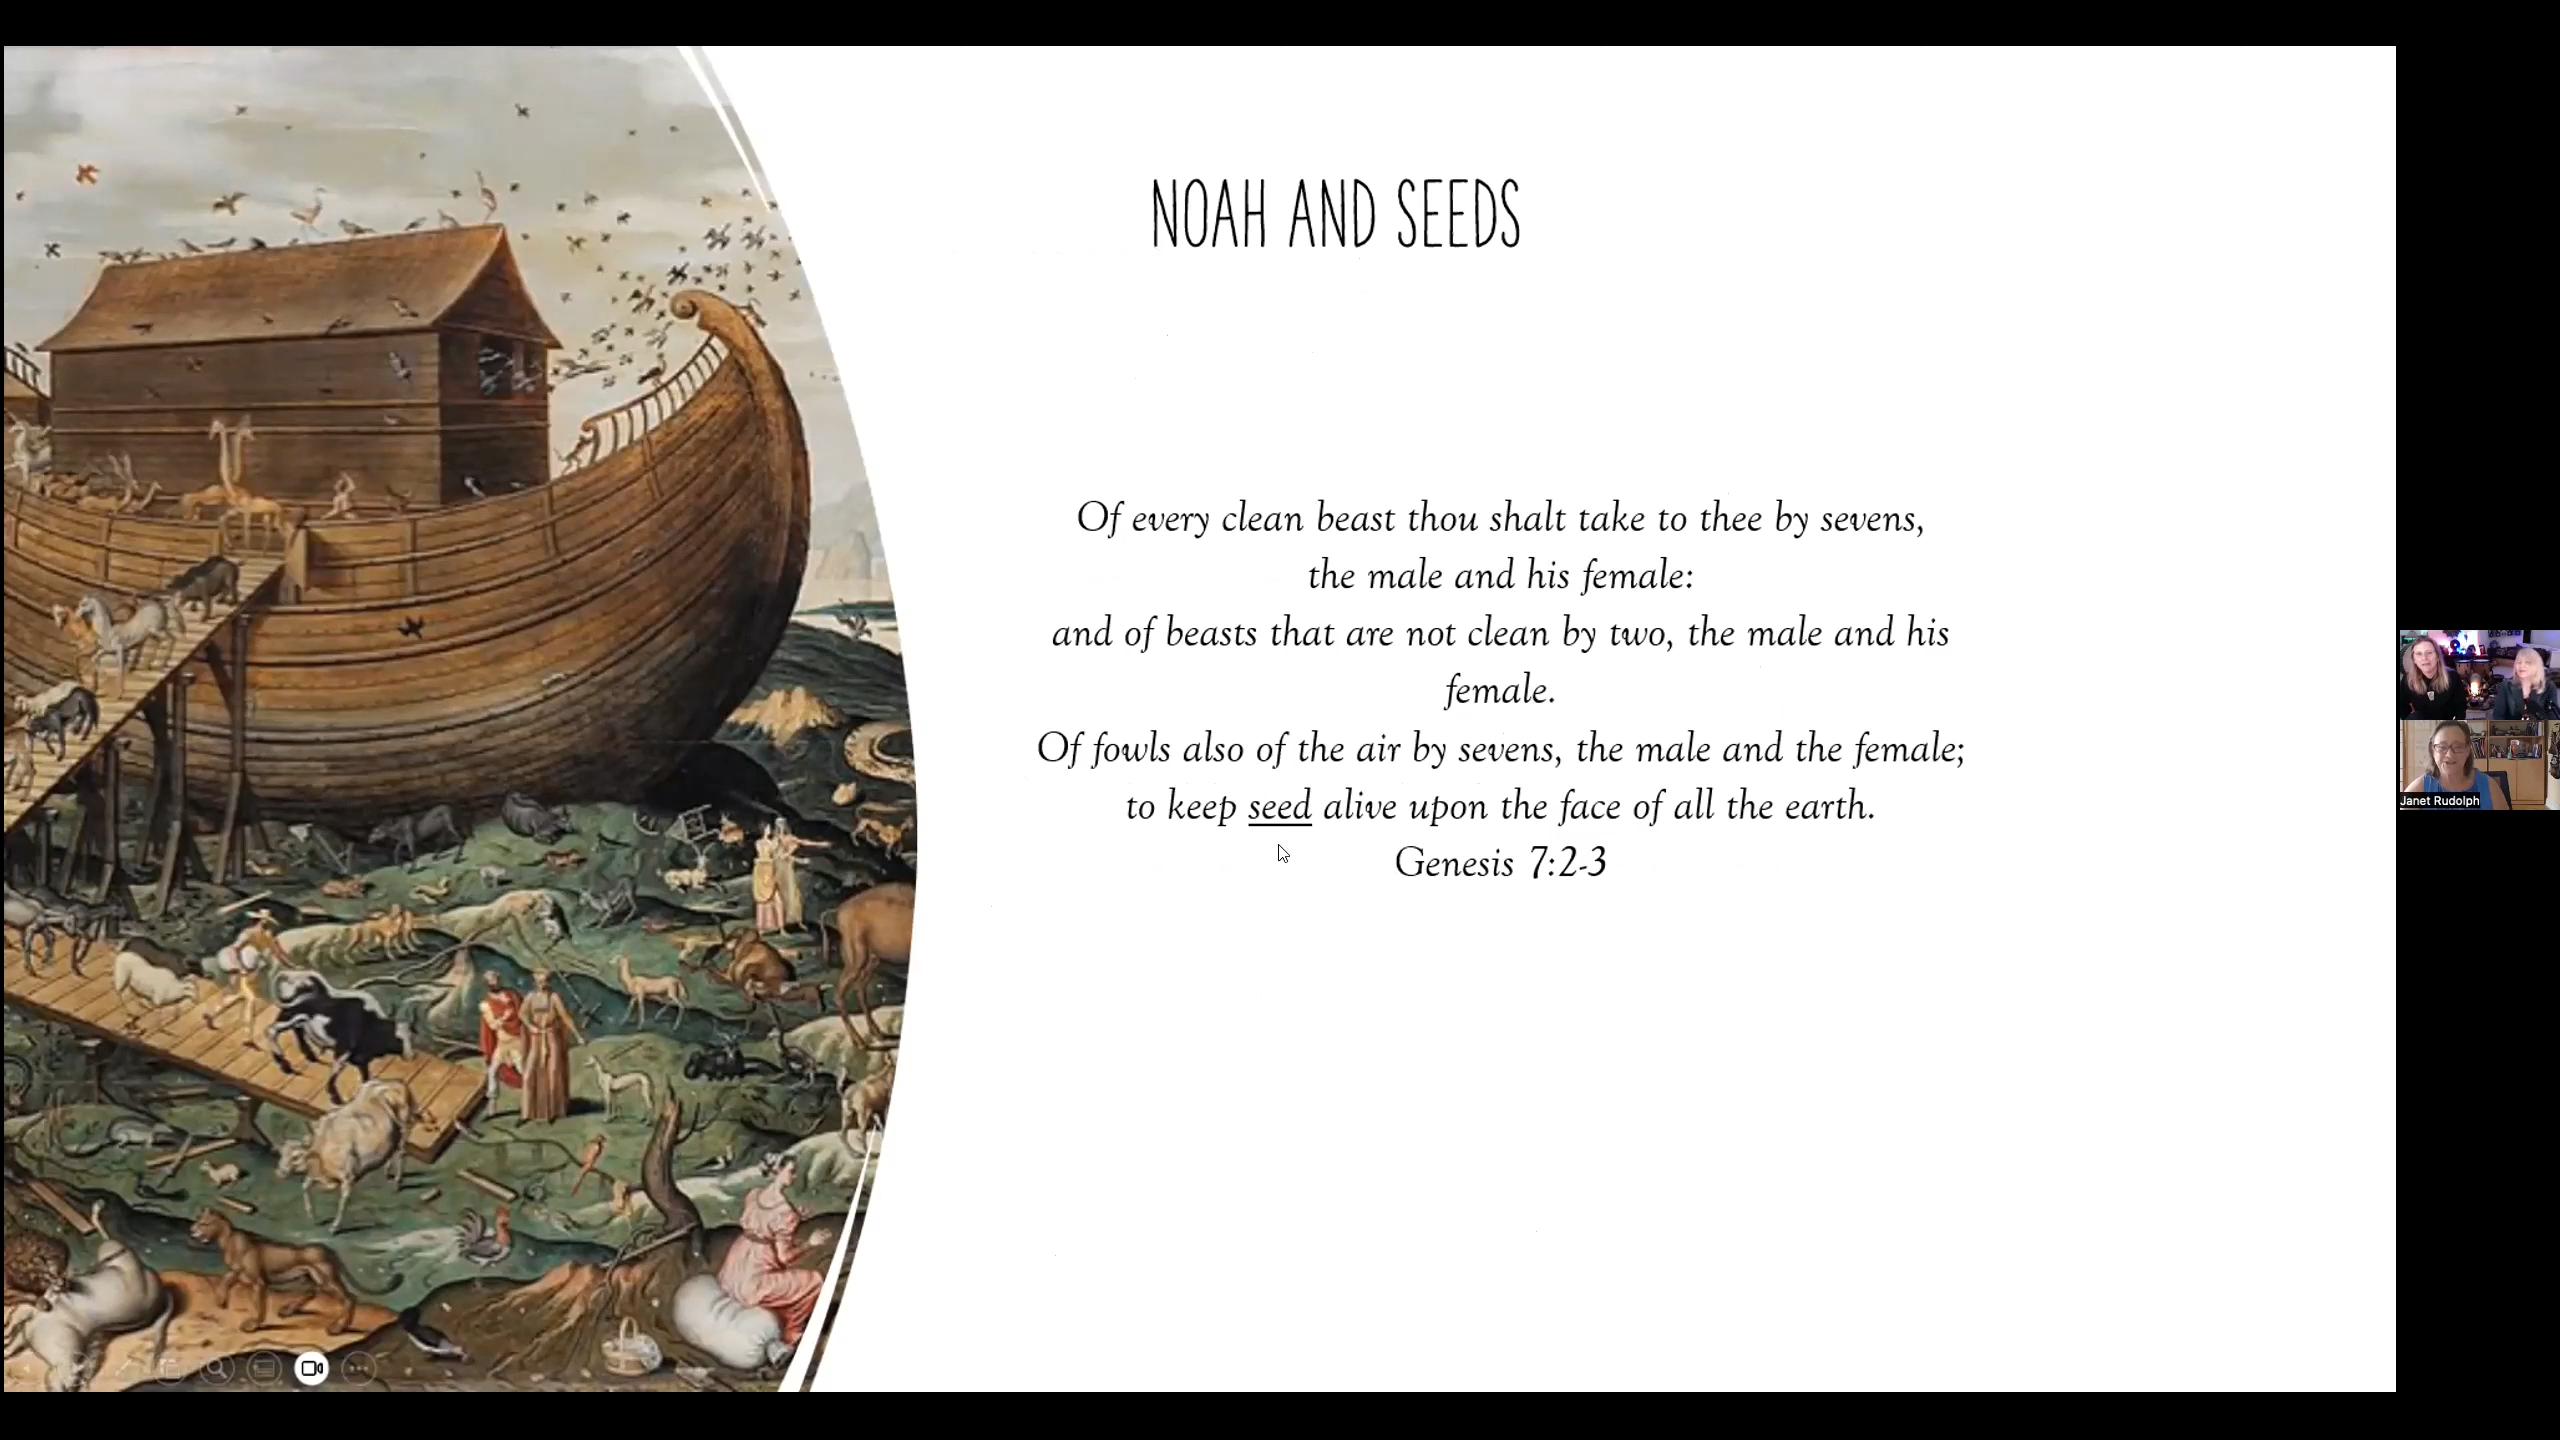 NOAH AND SEEDS
Of every clean beast thou shalt take to thee by sevens,
the male and his female:
and of beasts that are not clean by two, the male and his
female.
Of fowls also of the air by sevens, the male and the female;
to keep seed alive upon the face of all the earth.
Genesis 7:2-3
Janet Rudolph